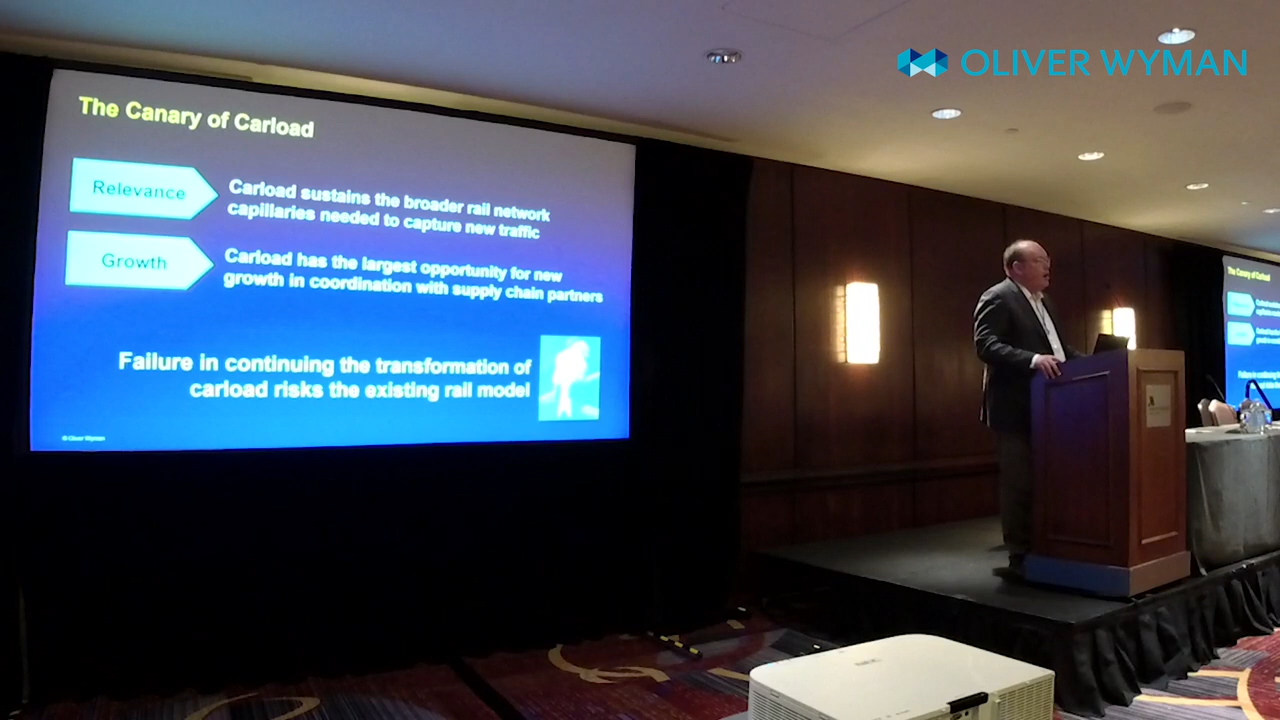 OLIVER WYMAN
The Canary of Carload
Relevance
Carload sustains the broader rail network
capillaries needed to capture new traffic
Growth
Carload has the largest opportunity for new
growth in coordination with supply chain partners
Failure in continuing the transformation of
carload risks the existing rail model
© Oliver Wyman
The Canary of Carload